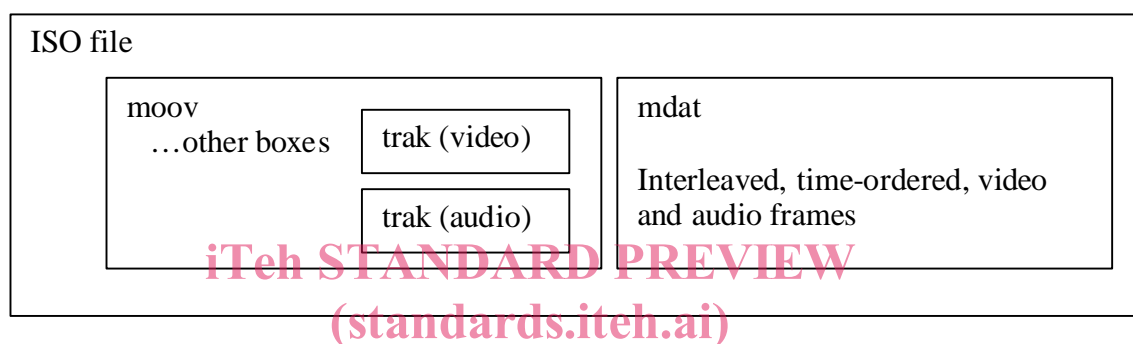 ISO file
moov
…other boxes
trak (video)
trak (audio)
mdat
Interleaved, time-ordered, video
and audio frames
iTeh STANDARD PREVIEW
(standards.iteh.ai)